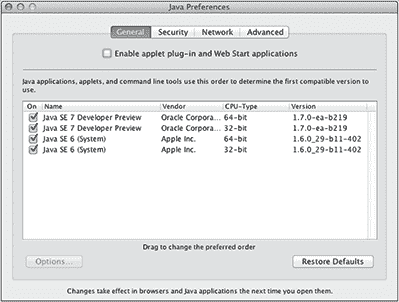 Java Preferences
General Security Network Advanced
Enable applet plug-in and Web Start applications
Java applications, applets, and command line tools use this order to determine the first compatible version to
use.
On Name Vendor CPU-Type Version
Java SE 7 Developer Preview Oracle Corpora... 64-bit 1.7.0-ea-b219
Java SE 7 Developer Preview Oracle Corpora... 32-bit 1.7.0-ea-b219
Java SE 6 (System) Apple Inc. 64-bit 1.6.0_29-b11-402
Java SE 6 (System) Apple Inc. 32-bit 1.6.0_29-b11-402
Drag to change the preferred order
Options... Restore Defaults
Changes take effect in browsers and Java applications the next time you open them.